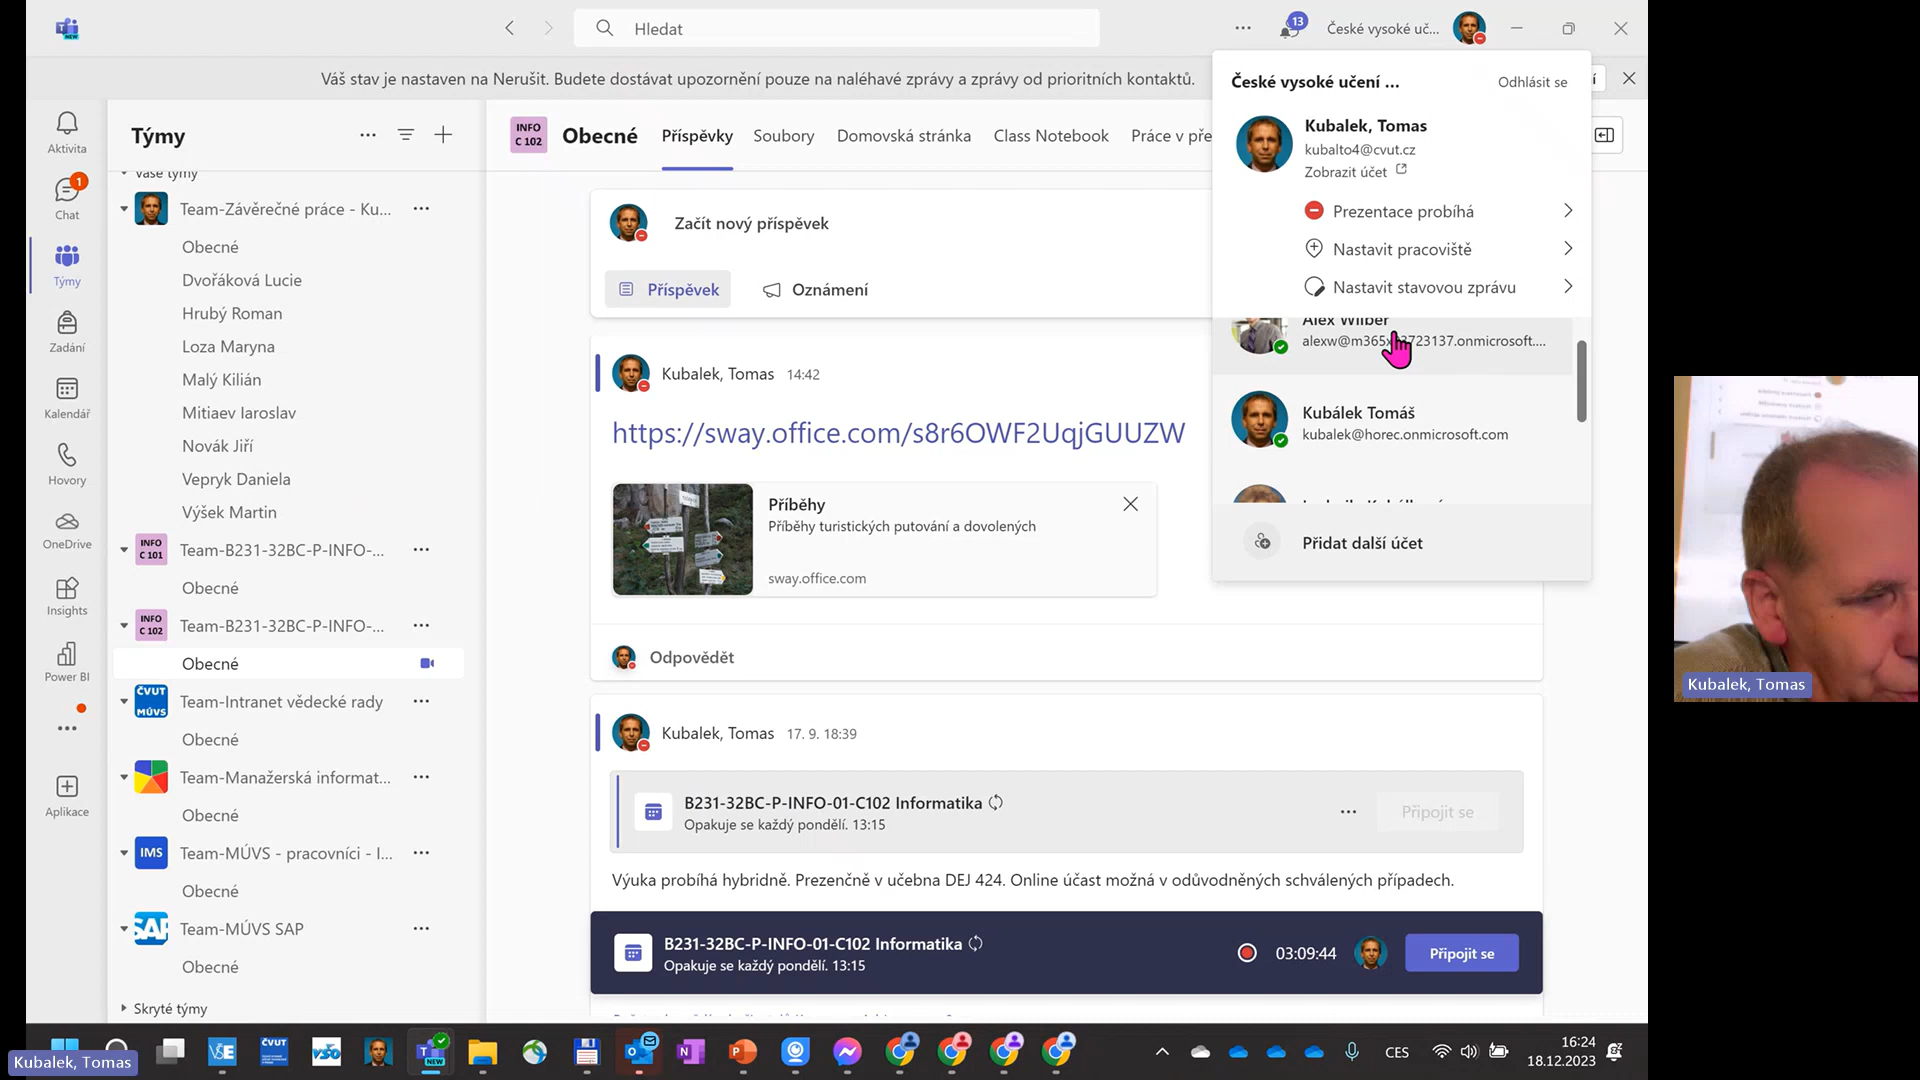 Hledat
13
České vysoké uč...
Váš stav je nastaven na Nerušit. Budete dostávat upozornění pouze na naléhavé zprávy a zprávy od prioritních kontaktů.
České vysoké učení ...
Odhlásit se
Kubalek, Tomas
kubalto4@cvut.cz
Zobrazit účet
Prezentace probíhá
Nastavit pracoviště
Nastavit stavovou zprávu
Alex Wilber
Kubálek Tomáš
kubalek@horec.onmicrosoft.com
Přidat další účet
Aktivita
1
Chat
Týmy
Zadání
Kalendář
Hovory
OneDrive
Insights
Power BI
Aplikace
Týmy
Vaše týmy
Team-Závěrečné práce - Ku...
Obecné
Dvořáková Lucie
Hrubý Roman
Loza Maryna
Malý Kilián
Mitiaev Iaroslav
Novák Jiří
Vepryk Daniela
Výšek Martin
INFO
C 101
Team-B231-32BC-P-INFO-...
Obecné
INFO
C 102
Team-B231-32BC-P-INFO-...
Obecné
ČVUT
MÚVS
Team-Intranet vědecké rady
Obecné
Team-Manažerská informat...
Obecné
IMS
Team-MÚVS - pracovníci - I...
Obecné
SAP
Team-MÚVS SAP
Obecné
Skryté týmy
INFO
C 102
Obecné
Příspěvky
Soubory
Domovská stránka
Class Notebook
Práce v pře
Začít nový příspěvek
Příspěvek
Oznámení
Kubalek, Tomas 14:42
https://sway.office.com/s8r6OWF2UqjGUUZW
Příběhy
Příběhy turistických putování a dovolených
sway.office.com
Odpovědět
Kubalek, Tomas 17. 9. 18:39
B231-32BC-P-INFO-01-C102 Informatika
Opakuje se každý pondělí. 13:15
Připojit se
Výuka probíhá hybridně. Prezenčně v učebna DEJ 424. Online účast možná v odůvodněných schválených případech.
B231-32BC-P-INFO-01-C102 Informatika
Opakuje se každý pondělí. 13:15
03:09:44
Připojit se
Kubalek, Tomas
Kubalek, Tomas
CES
16:24
18.12.2023